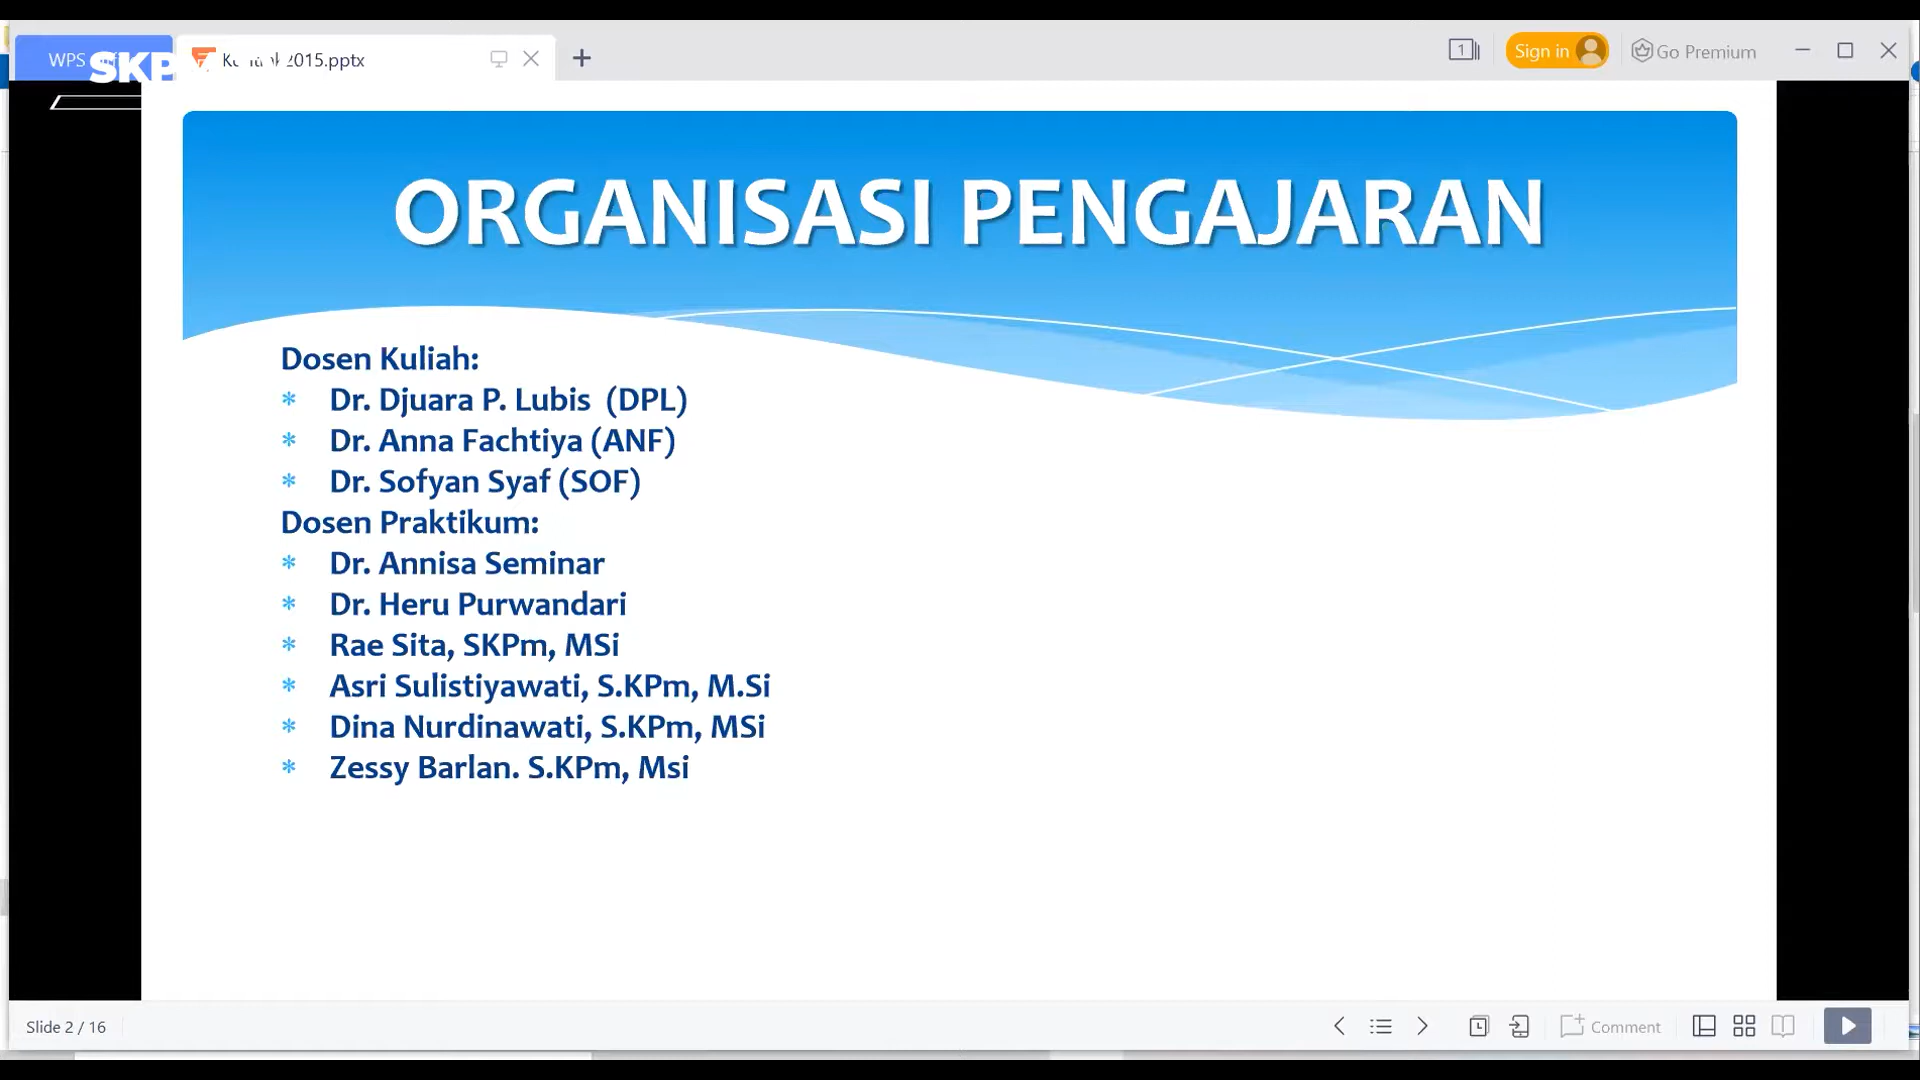 WPS
SKP
2015.pptx
1
Sign in
Go Premium
ORGANISASI PENGAJARAN
Dosen Kuliah:
* Dr. Djuara P. Lubis (DPL)
* Dr. Anna Fachtiya (ANF)
* Dr. Sofyan Syaf (SOF)
Dosen Praktikum:
* Dr. Annisa Seminar
* Dr. Heru Purwandari
* Rae Sita, SKPm, MSi
* Asri Sulistiyawati, S.KPm, M.Si
* Dina Nurdinawati, S.KPm, MSi
* Zessy Barlan. S.KPm, Msi
Slide 2 / 16
Comment